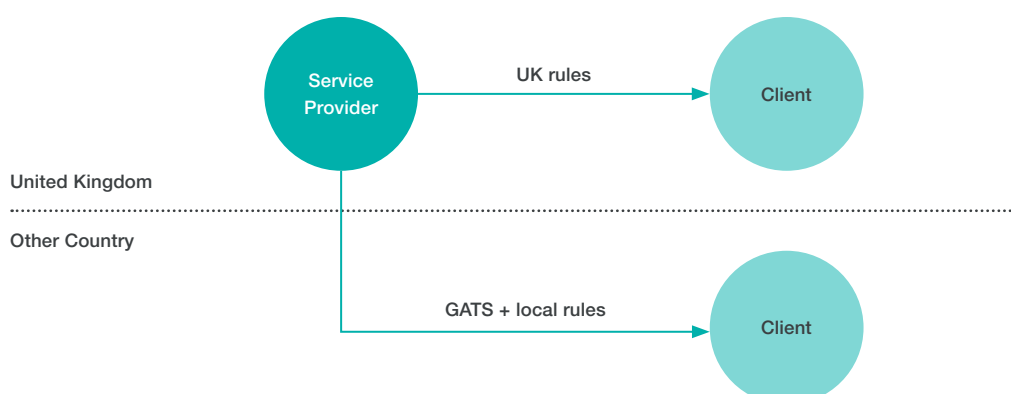 Service
Provider
UK rules
Client
United Kingdom
Other Country
GATS + local rules
Client